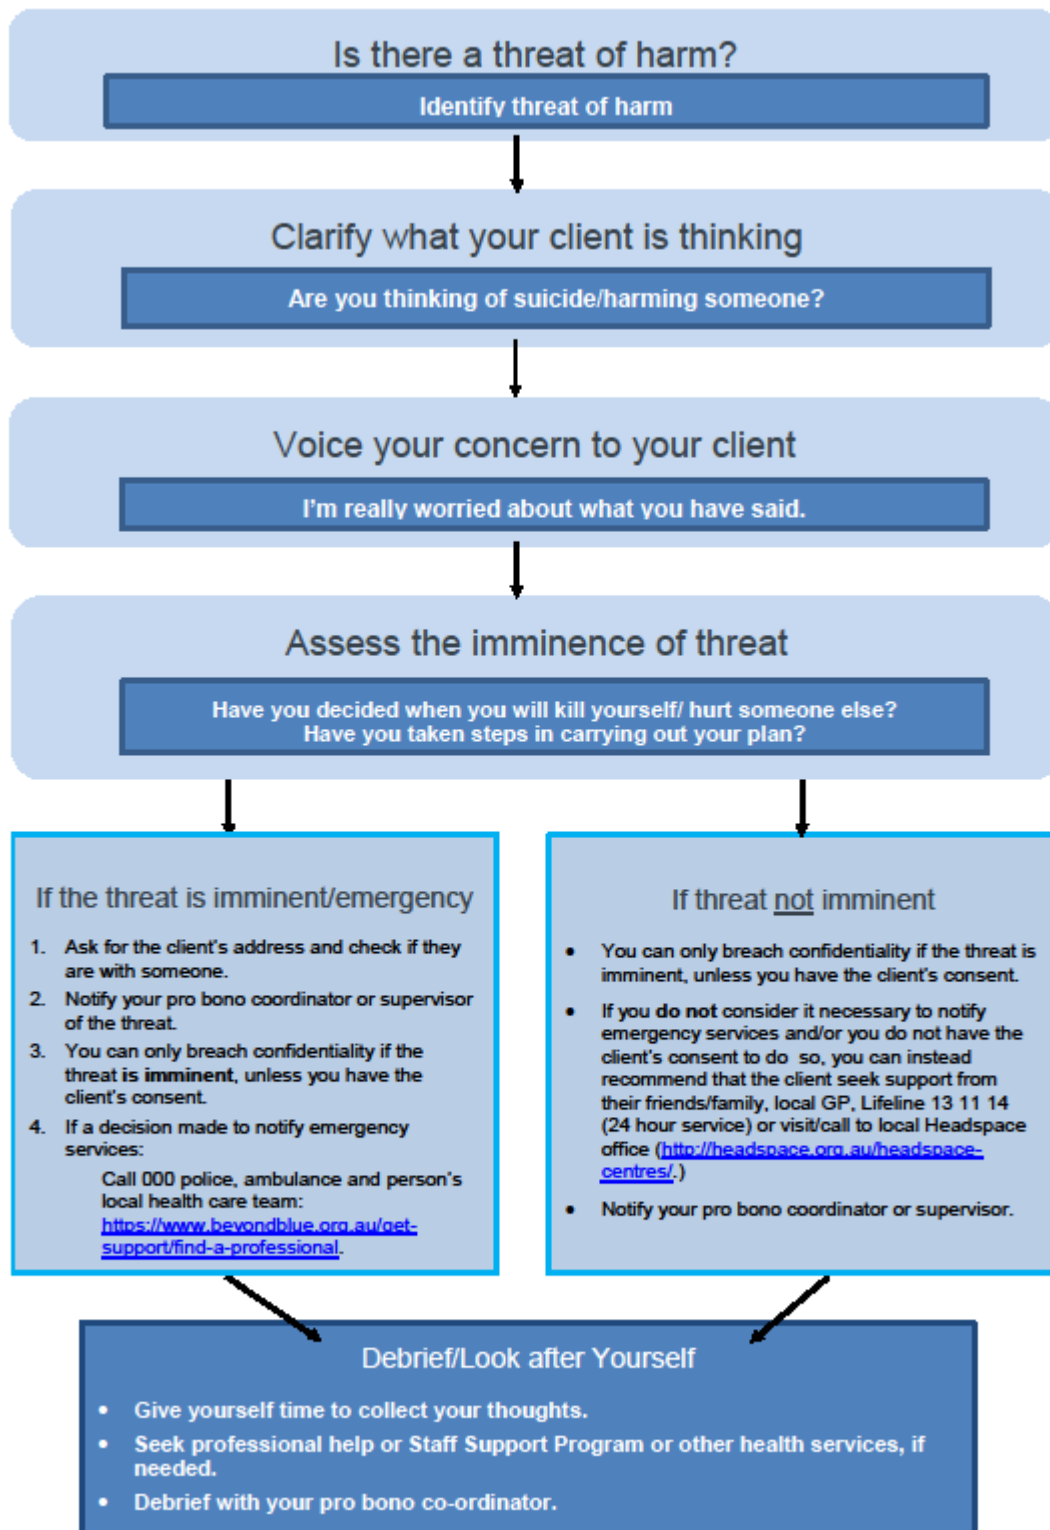 Is there a threat of harm?
Identify threat of harm
Clarify what your client is thinking
Are you thinking of suicide/harming someone?
Voice your concern to your client
I'm really worried about what you have said.
Assess the imminence of threat
Have you decided when you will kill yourself/ hurt someone else?
Have you taken steps in carrying out your plan?
If the threat is imminent/emergency
1. Ask for the client's address and check if they
are with someone.
2. Notify your pro bono coordinator or supervisor
of the threat.
3. You can only breach confidentiality if the
threat is imminent, unless you have the
client's consent.
4. If a decision made to notify emergency
services:
Call 000 police, ambulance and person's
local health care team:
https://www.beyondblue.org.au/get-
support/find-a-professional.
If threat not imminent
• You can only breach confidentiality if the threat is
imminent, unless you have the client's consent.
• If you do not consider it necessary to notify
emergency services and/or you do not have the
client's consent to do so, you can instead
recommend that the client seek support from
their friends/family, local GP, Lifeline 13 11 14
(24 hour service) or visit/call to local Headspace
office (http://headspace.org.au/headspace-
centres/.)
• Notify your pro bono coordinator or supervisor.
Debrief/Look after Yourself
• Give yourself time to collect your thoughts.
• Seek professional help or Staff Support Program or other health services, if
needed.
• Debrief with your pro bono co-ordinator.